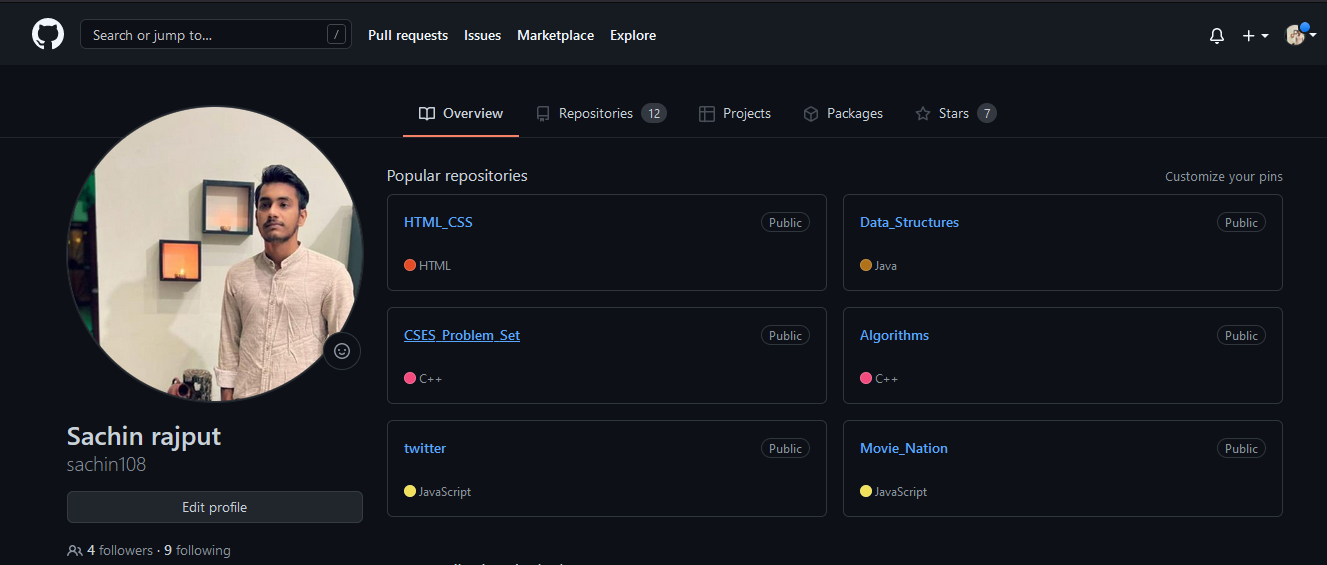 Search or jump to... /
Pull requests Issues Marketplace Explore
Overview Repositories 12 Projects Packages Stars 7
Popular repositories Customize your pins
HTML_CSS Public
HTML
Data_Structures Public
Java
CSES_Problem_Set Public
C++
Algorithms Public
C++
twitter Public
JavaScript
Movie_Nation Public
JavaScript
Sachin rajput
sachin108
Edit profile
4 followers · 9 following